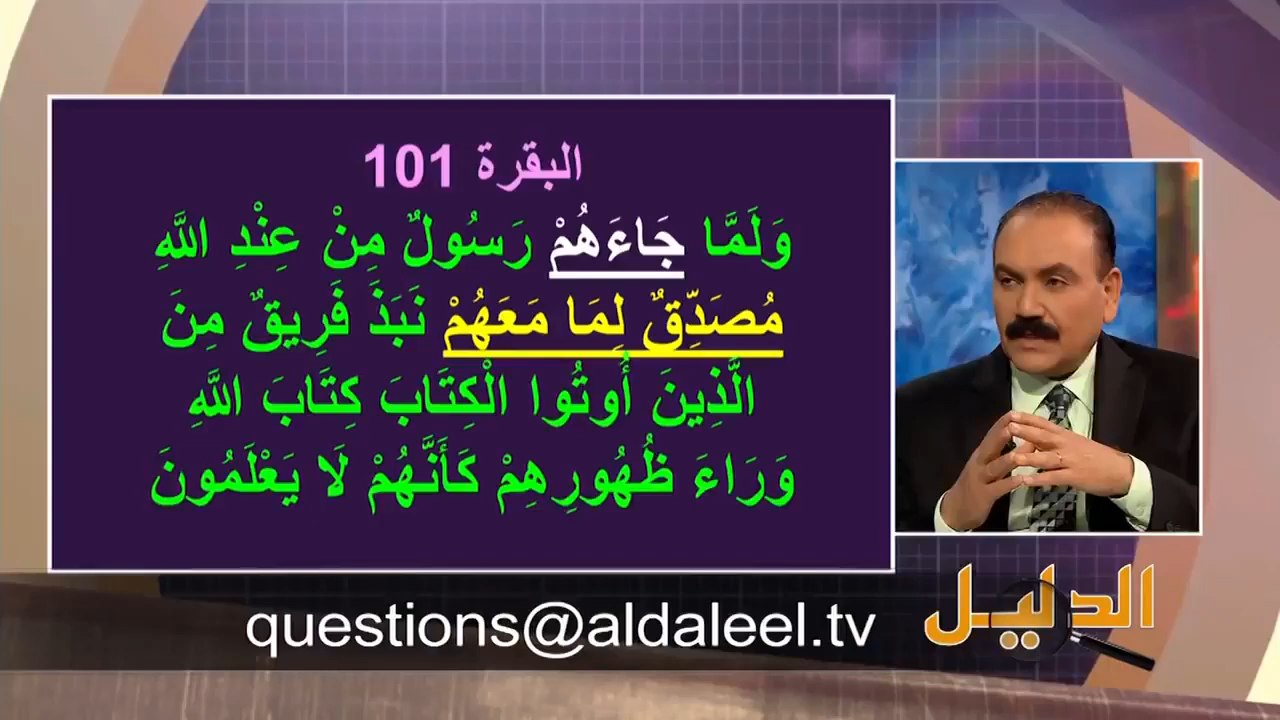 البقرة 101
وَلَمَّا جَاءَهُمْ رَسُولٌ مِنْ عِنْدِ اللَّهِ
مُصَدِّقٌ لِمَا مَعَهُمْ نَبَذَ فَرِيقٌ مِنَ
الَّذِينَ أُوتُوا الْكِتَابَ كِتَابَ اللَّهِ
وَرَاءَ ظُهُورِهِمْ كَأَنَّهُمْ لَا يَعْلَمُونَ
questions@aldaleel.tv
الدليل